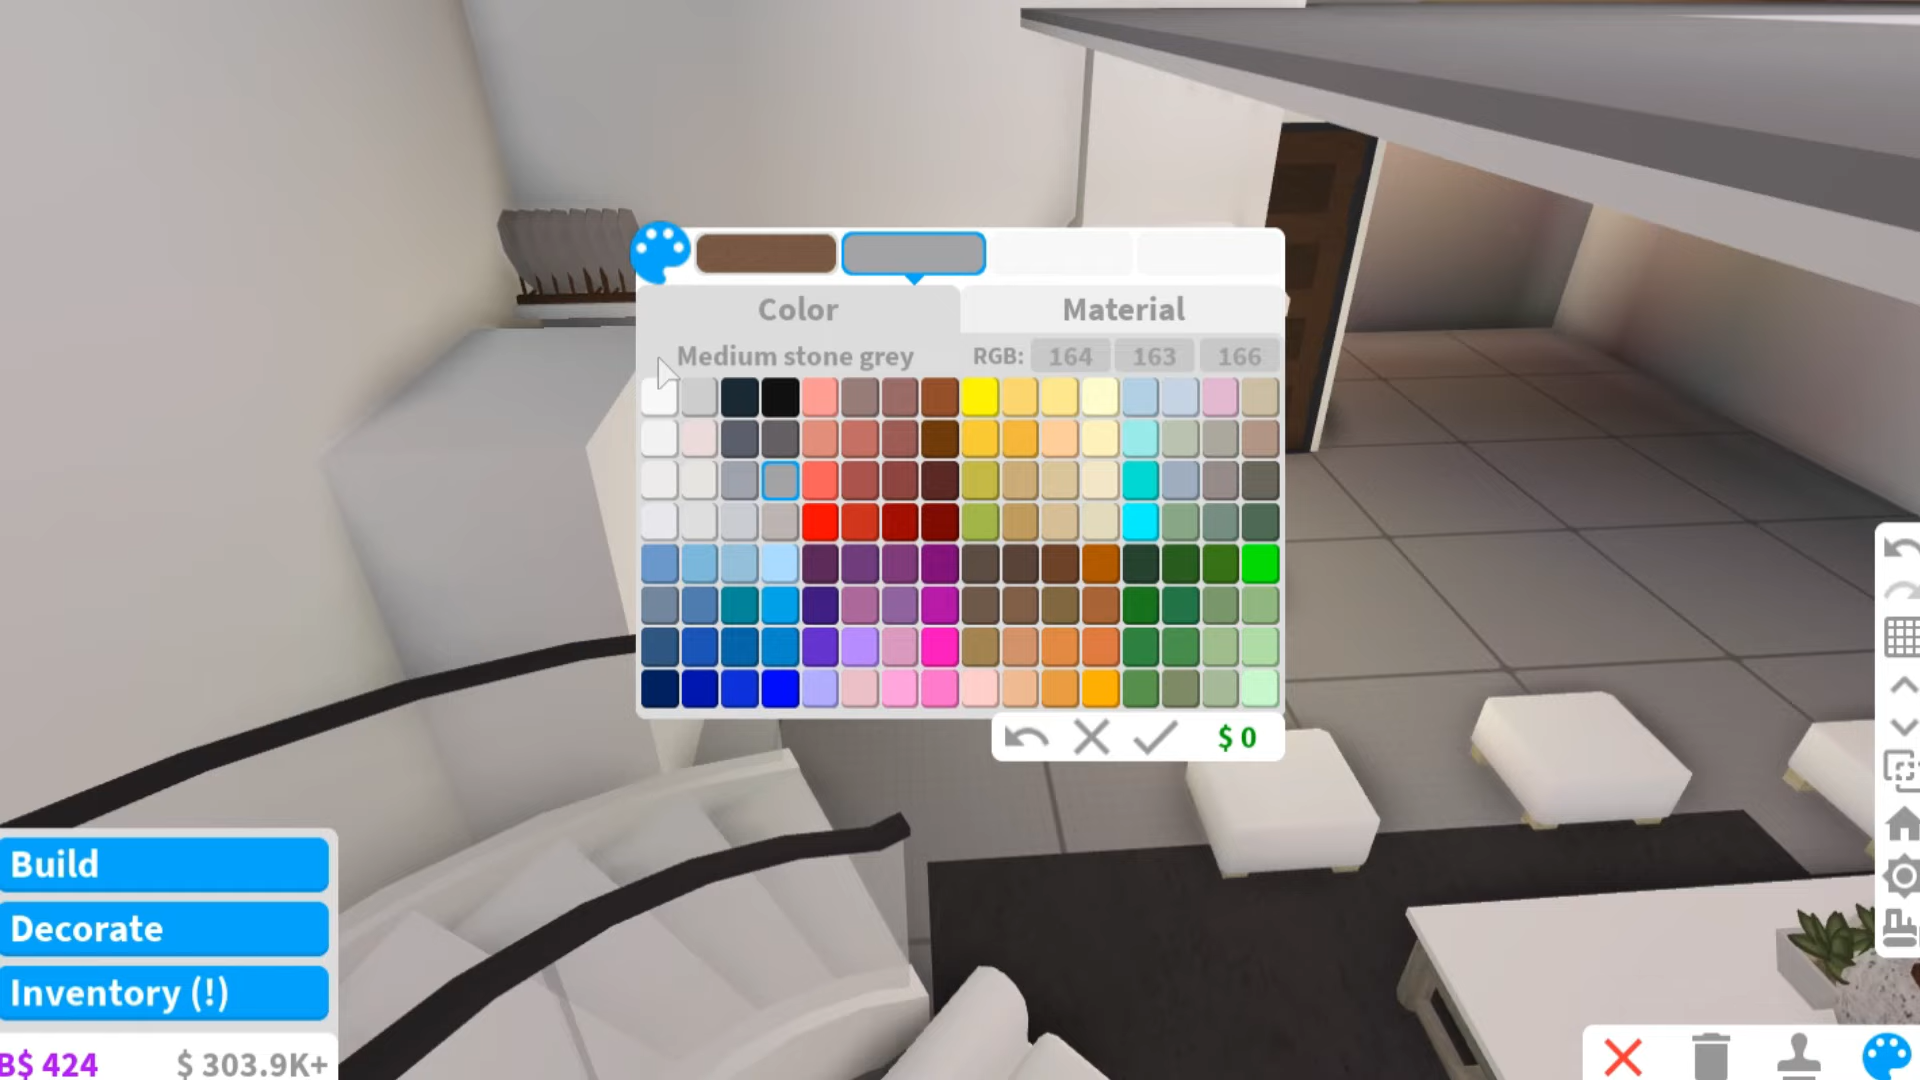 Color
Material
Medium stone grey
RGB: 164 163 166
$ 0
Build
Decorate
Inventory (!)
B$ 424
$ 303.9K+